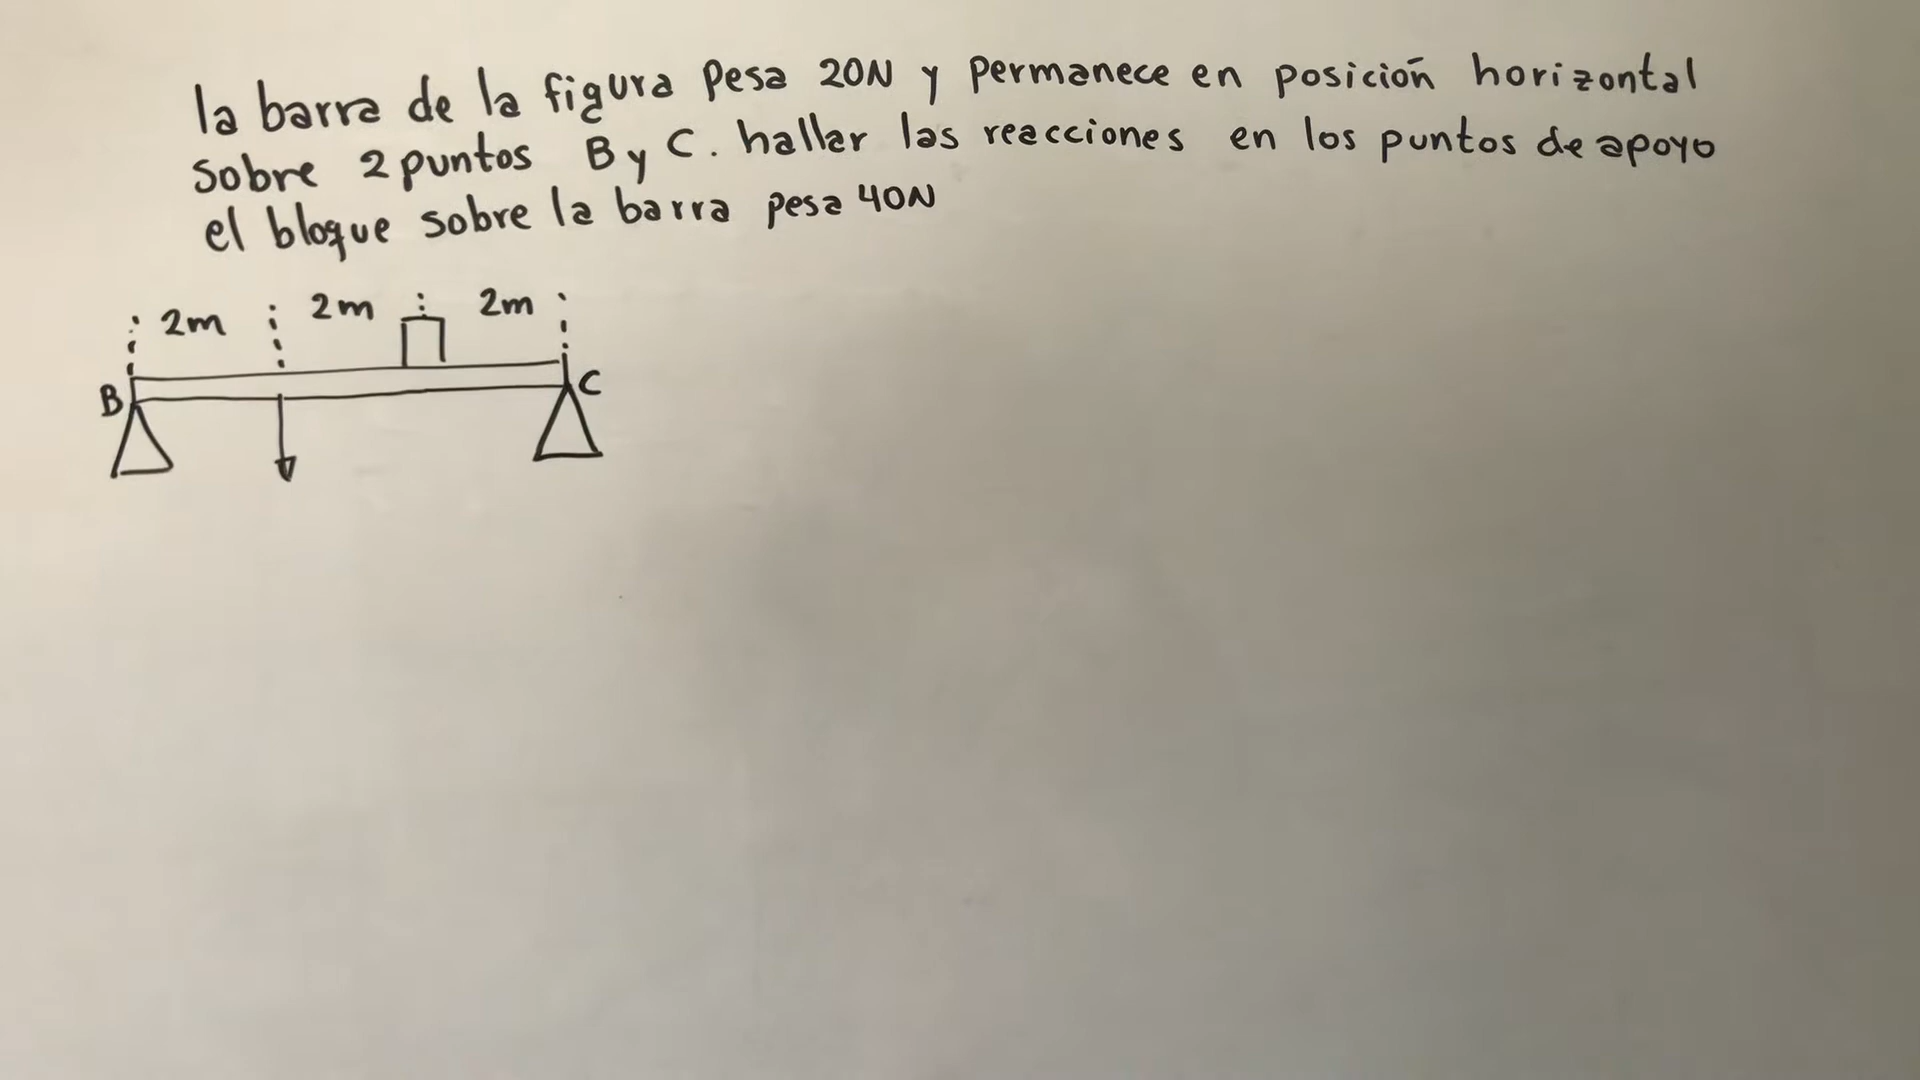 la barra de la figura pesa 20N y permanece en posición horizontal
sobre 2 puntos B y C. hallar las reacciones en los puntos de apoyo
el bloque sobre la barra pesa 40N
2m 2m 2m
B C